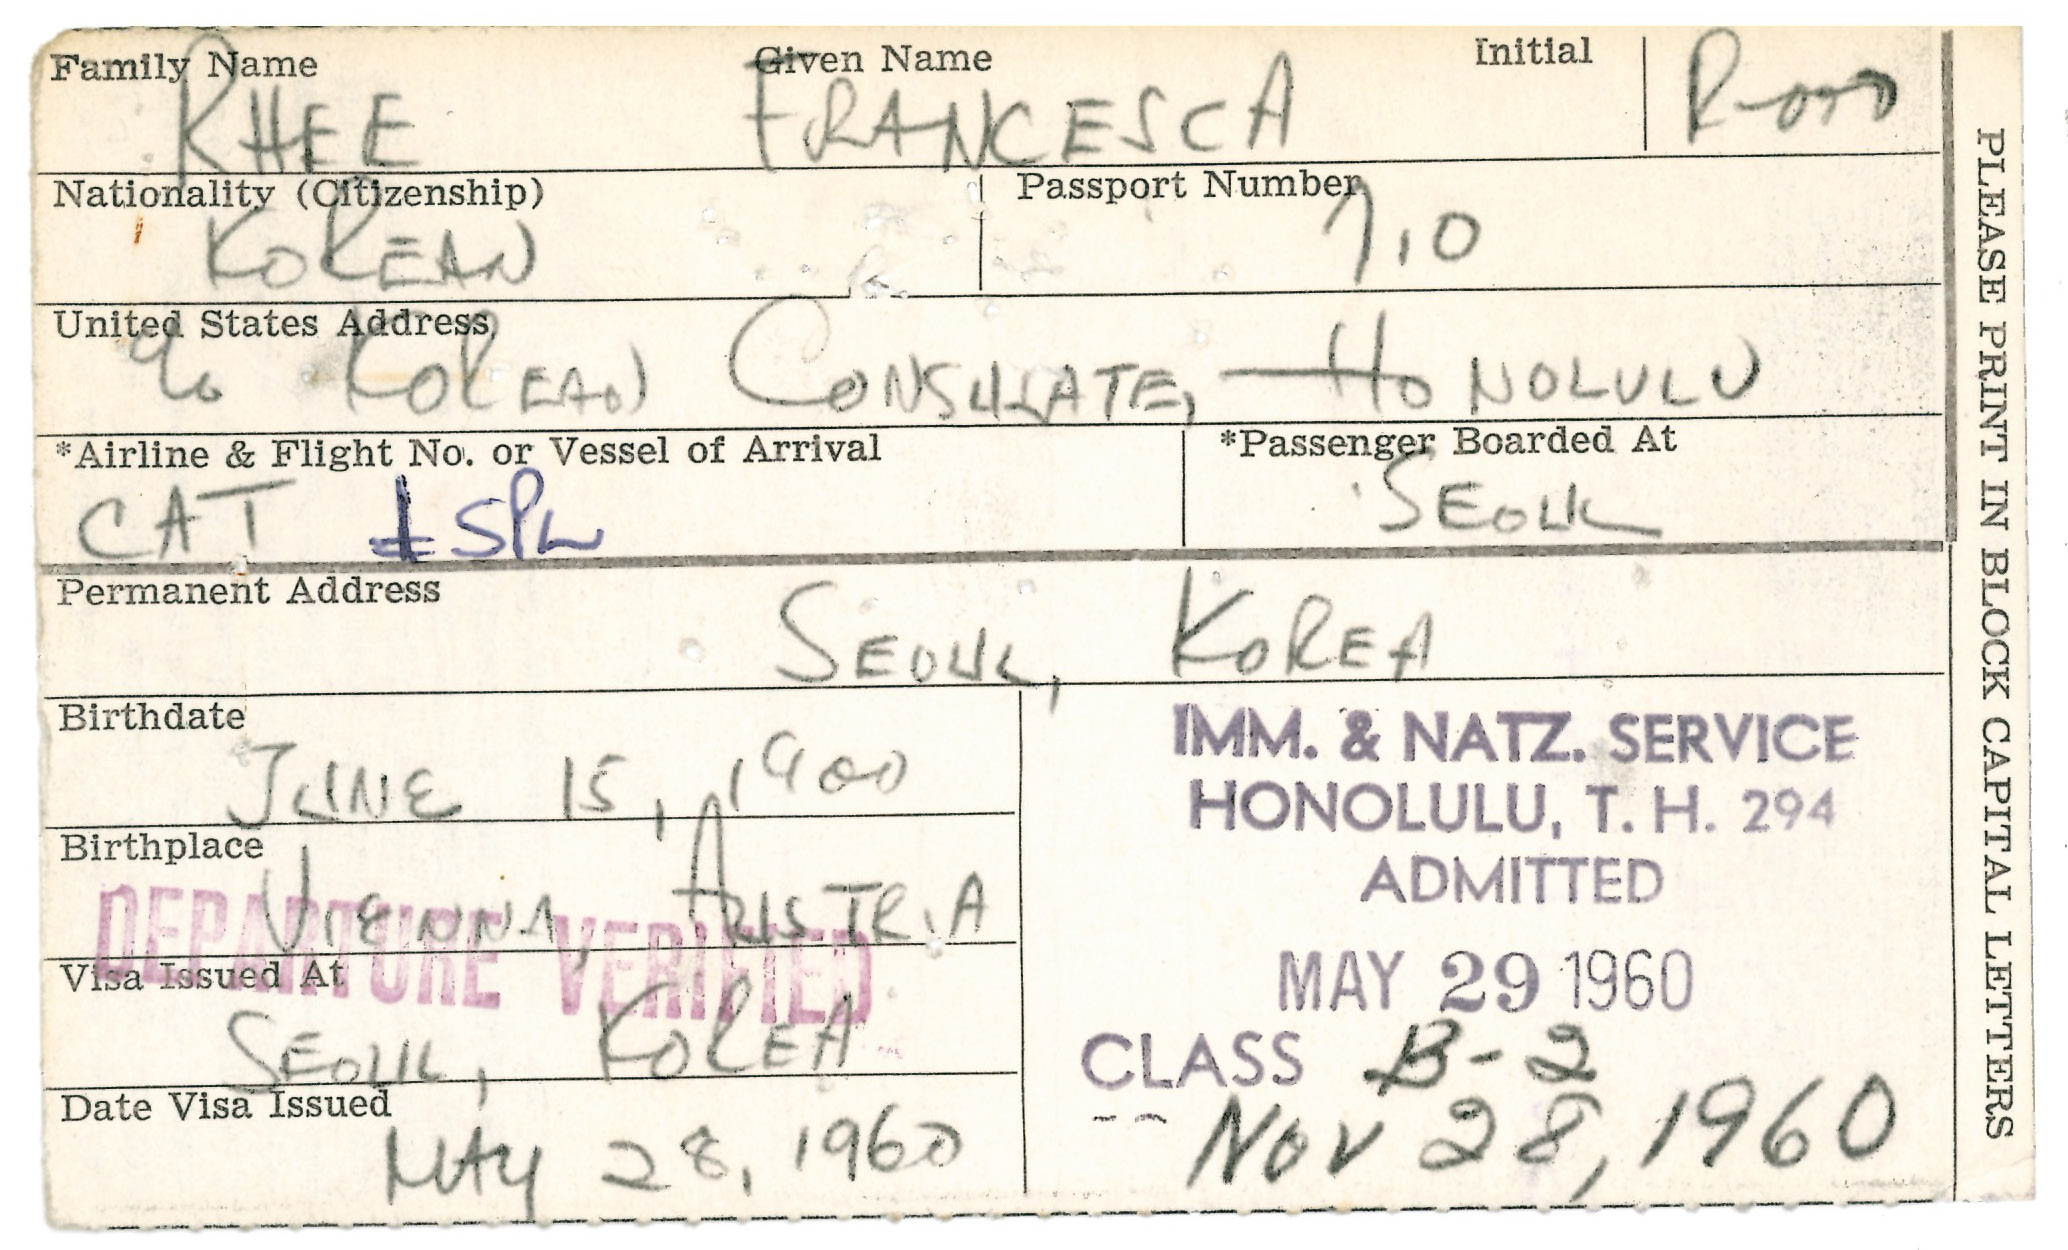 Family Name Given Name Initial
RHEE FRANCESCA
Nationality (Citizenship) Passport Number
KOREAN 7,0
United States Address
c/o KOREAN CONSULATE, HONOLULU
*Airline & Flight No. or Vessel of Arrival *Passenger Boarded At
CAT SPL SEOUL
Permanent Address
SEOUL, KOREA
Birthdate
JUNE 15, 1900
Birthplace
VIENNA, AUSTRIA
DEPARTURE VERIFIED
Visa Issued At
SEOUL, KOREA
Date Visa Issued
MAY 28, 1960
IMM. & NATZ. SERVICE
HONOLULU, T. H. 294
ADMITTED
MAY 29 1960
CLASS B-2
Nov 28, 1960
PLEASE PRINT IN BLOCK CAPITAL LETTERS